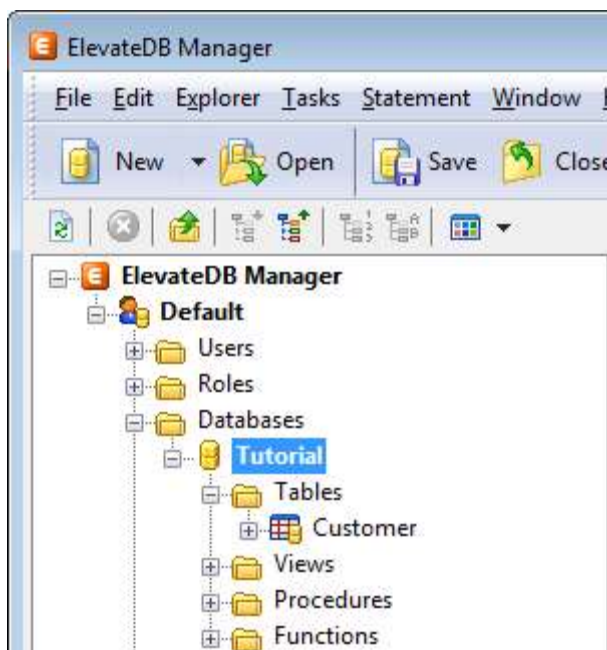 ElevateDB Manager
File Edit Explorer Tasks Statement Window
New Open Save Close
ElevateDB Manager
Default
Users
Roles
Databases
Tutorial
Tables
Customer
Views
Procedures
Functions